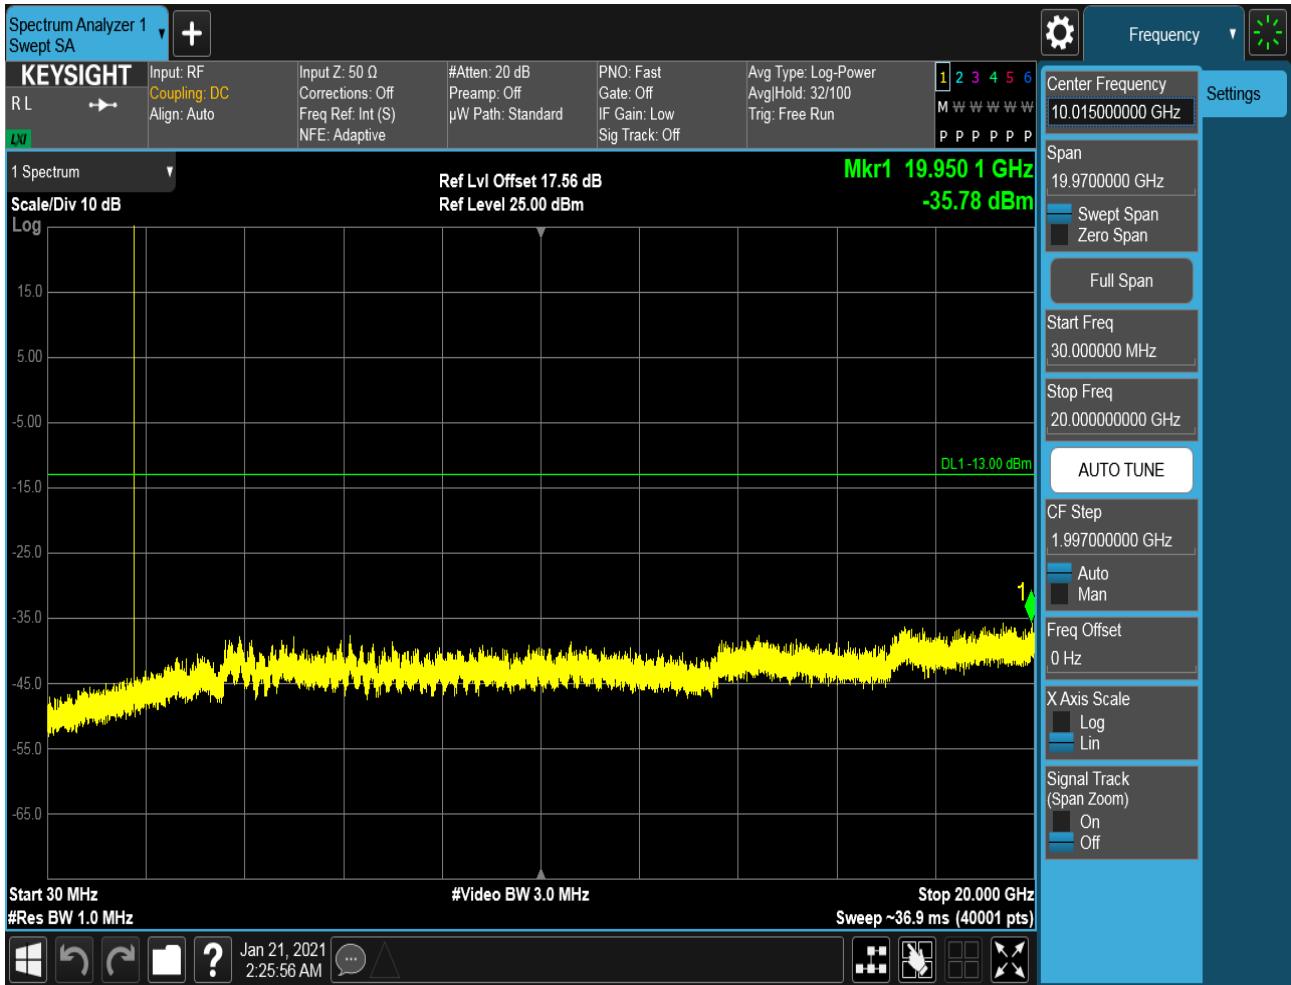 Spectrum Analyzer 1
Swept SA
Frequency
KEYSIGHT
R L
LXI
Input: RF
Coupling: DC
Align: Auto
Input Z: 50 Ω
Corrections: Off
Freq Ref: Int (S)
NFE: Adaptive
#Atten: 20 dB
Preamp: Off
µW Path: Standard
PNO: Fast
Gate: Off
IF Gain: Low
Sig Track: Off
Avg Type: Log-Power
Avg|Hold: 32/100
Trig: Free Run
1 2 3 4 5 6
M W W W W W
P P P P P P
1 Spectrum
Scale/Div 10 dB
Log
Ref Lvl Offset 17.56 dB
Ref Level 25.00 dBm
Mkr1 19.950 1 GHz
-35.78 dBm
15.0
5.00
-5.00
-15.0
-25.0
-35.0
-45.0
-55.0
-65.0
DL1 -13.00 dBm
1
Start 30 MHz
#Res BW 1.0 MHz
#Video BW 3.0 MHz
Stop 20.000 GHz
Sweep ~36.9 ms (40001 pts)
Center Frequency
10.015000000 GHz
Settings
Span
19.9700000 GHz
Swept Span
Zero Span
Full Span
Start Freq
30.000000 MHz
Stop Freq
20.000000000 GHz
AUTO TUNE
CF Step
1.997000000 GHz
Auto
Man
Freq Offset
0 Hz
X Axis Scale
Log
Lin
Signal Track
(Span Zoom)
On
Off
?
Jan 21, 2021
2:25:56 AM